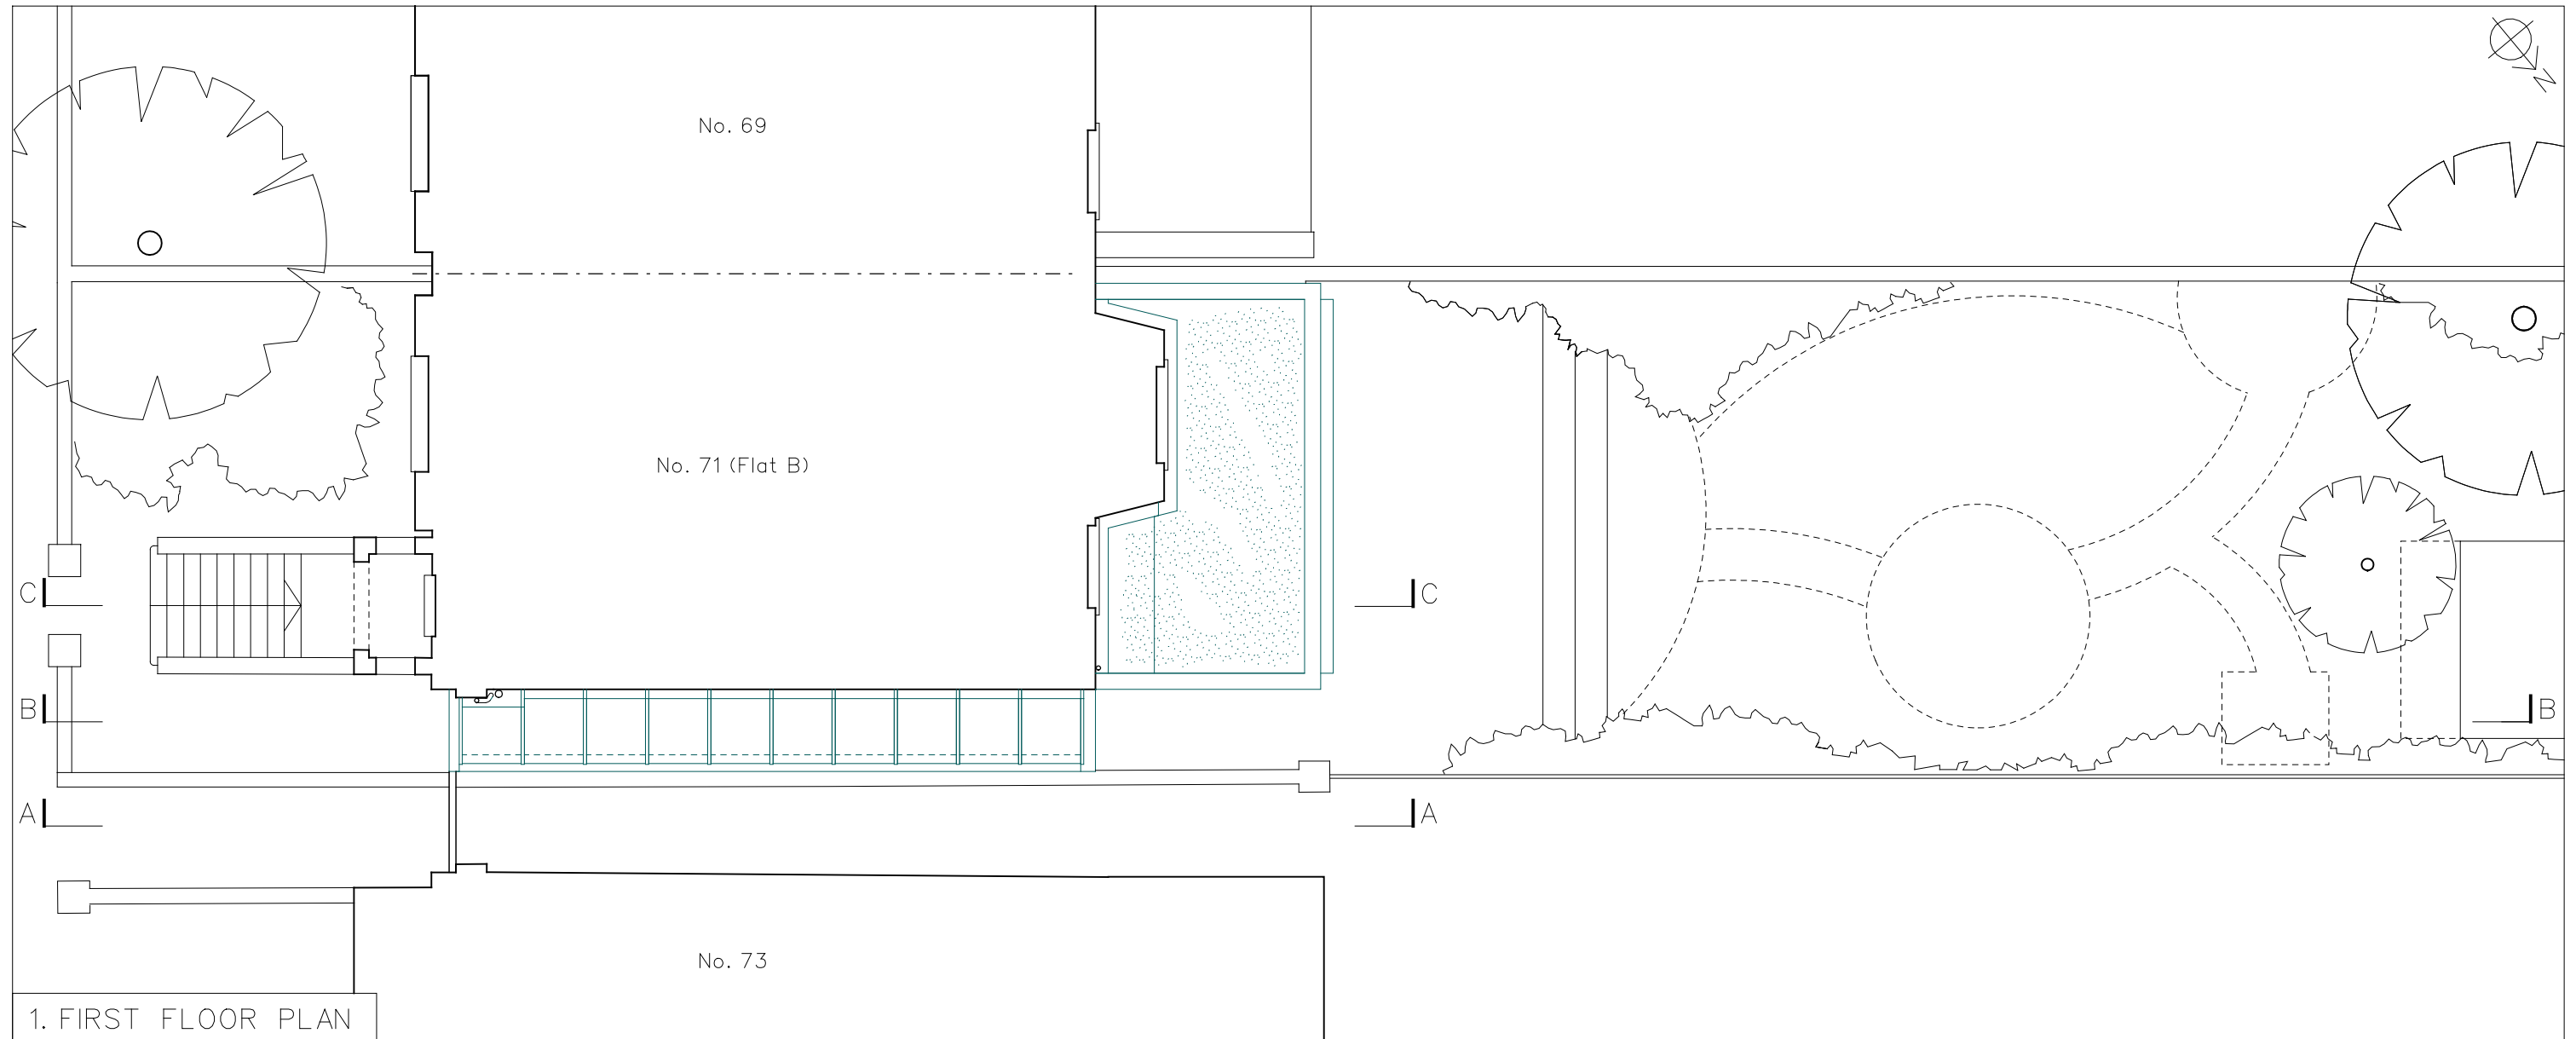 N
No. 69
No. 71 (Flat B)
C C
B B
A A
No. 73
1. FIRST FLOOR PLAN